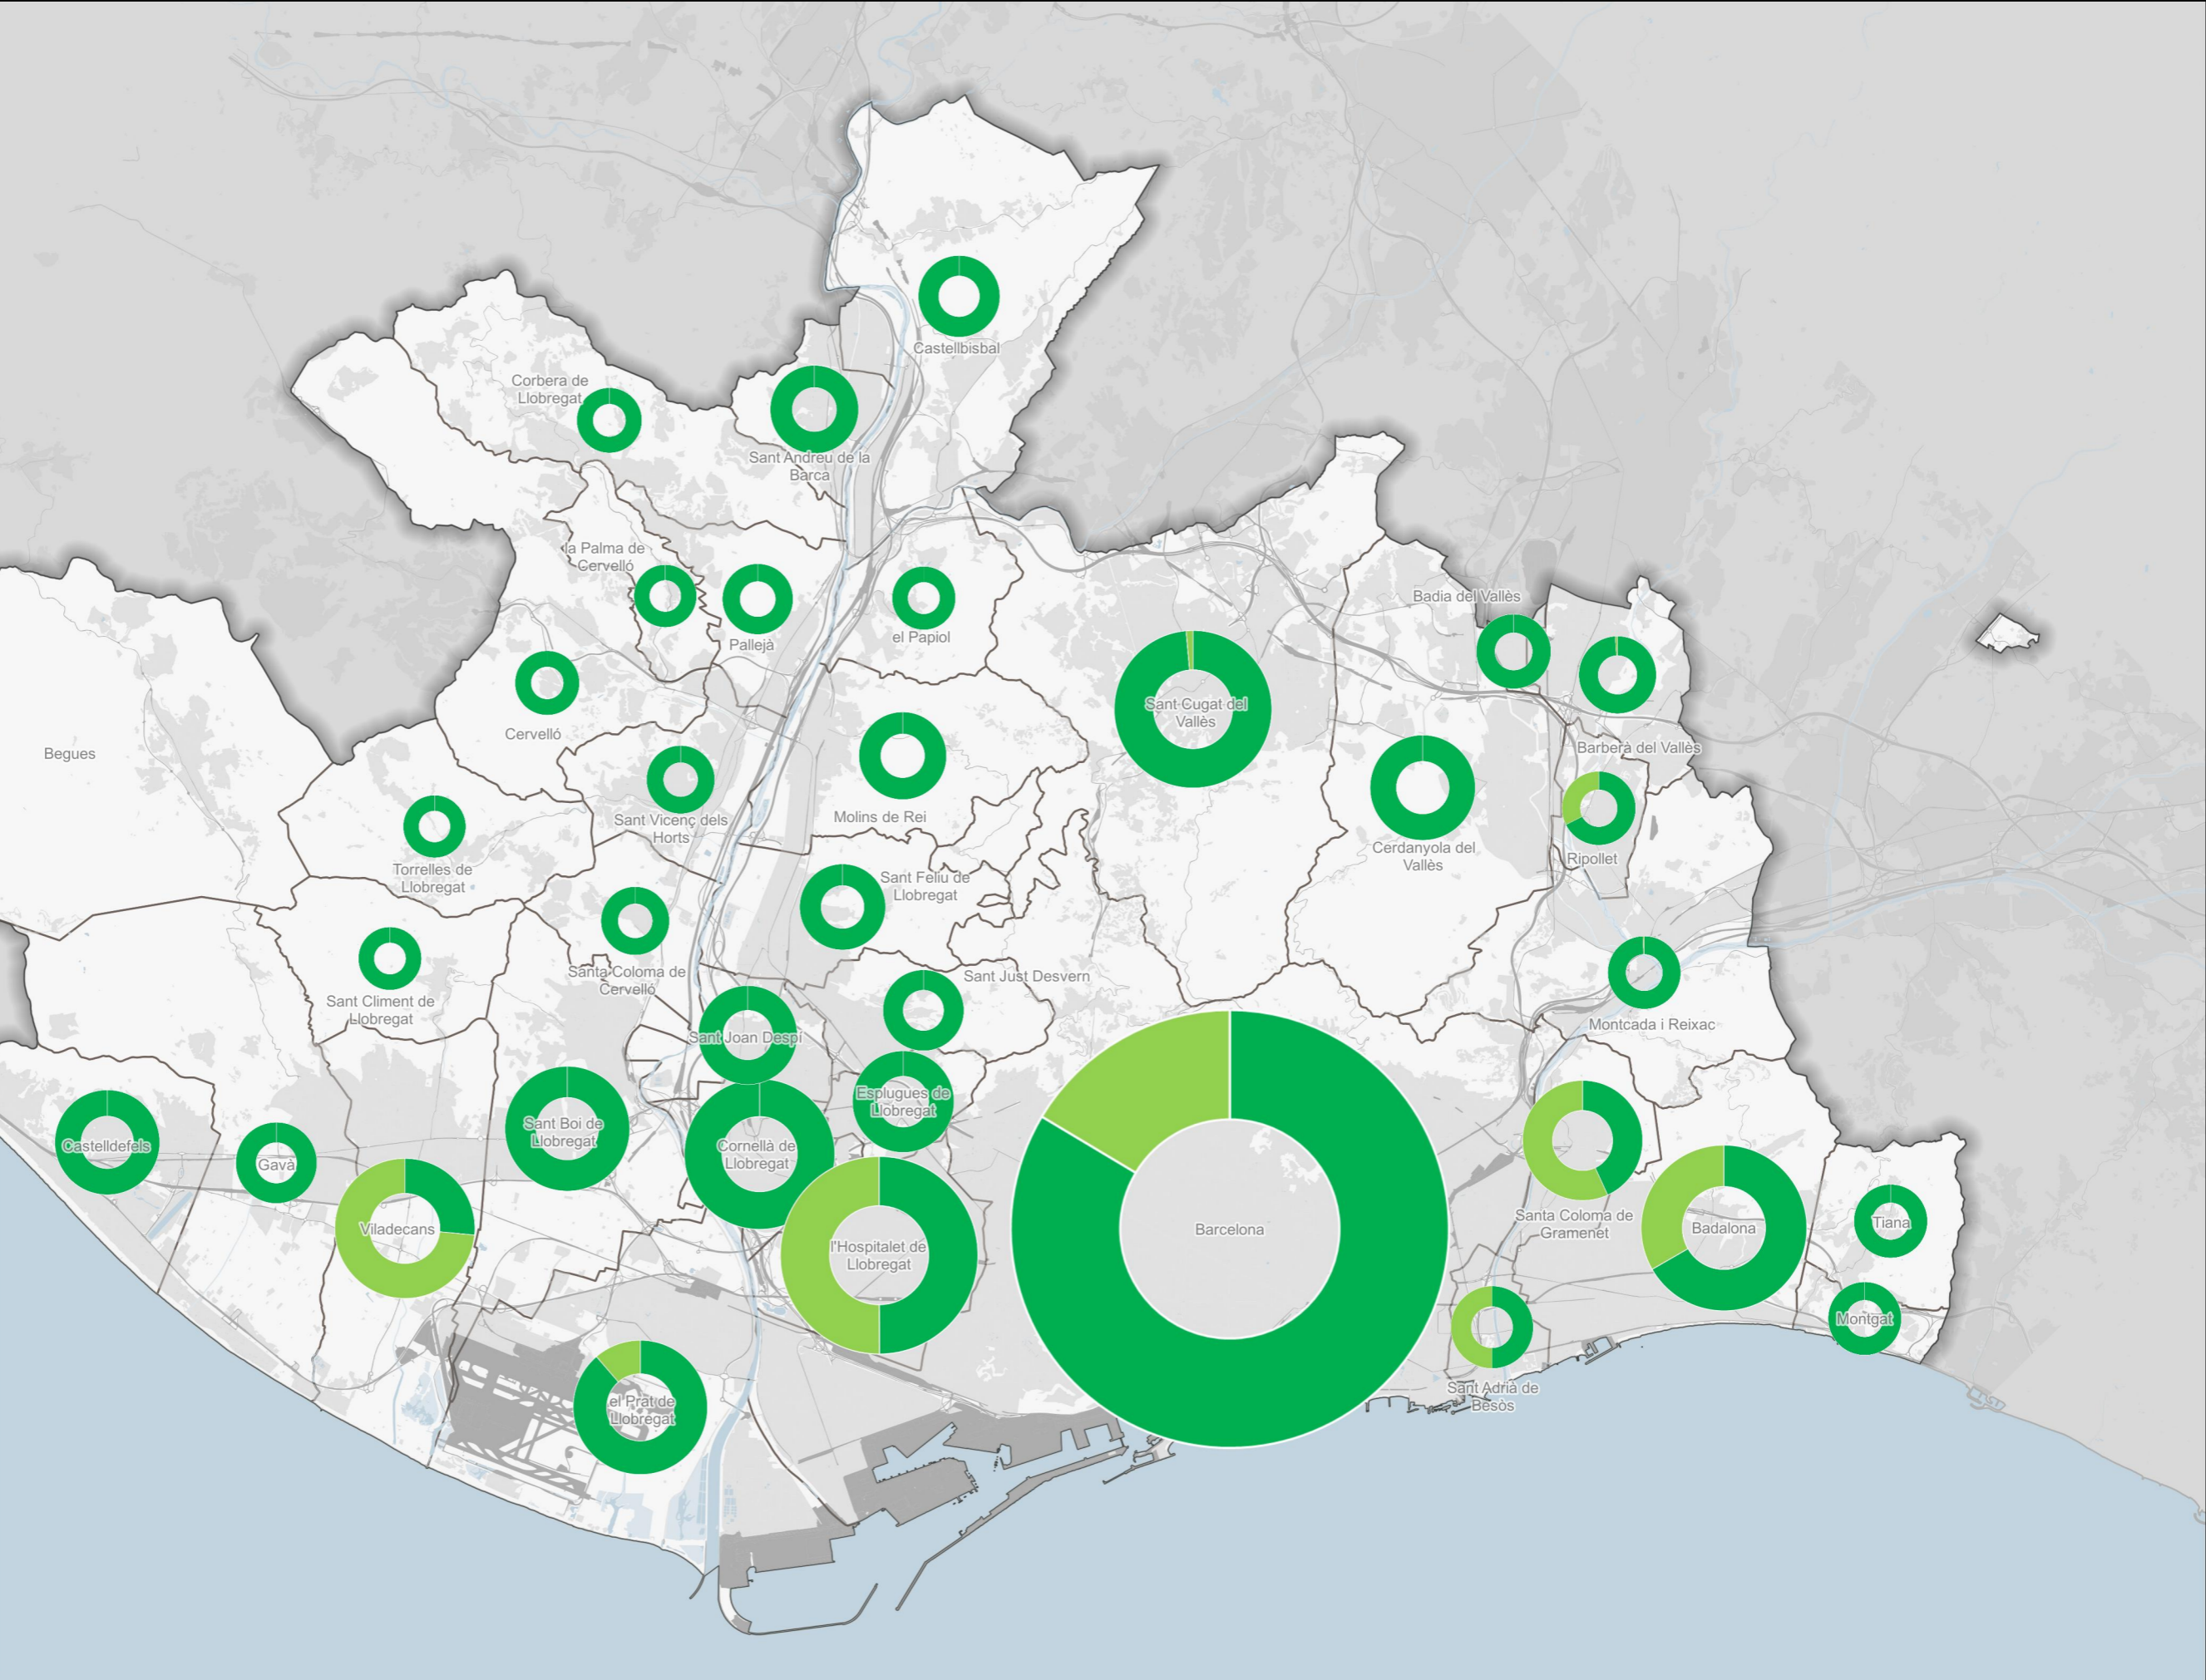 Castellbisbal
Corbera de
Llobregat
Sant Andreu de la
Barca
la Palma de
Cervelló
Pallejà
el Papiol
Badia del Vallès
Sant Cugat del
Vallès
Cervelló
Begues
Barberà del Vallès
Sant Vicenç dels
Horts
Molins de Rei
Cerdanyola del
Vallès
Ripollet
Torrelles de
Llobregat
Sant Feliu de
Llobregat
Santa Coloma de
Cervelló
Sant Just Desvern
Sant Climent de
Llobregat
Montcada i Reixac
Sant Joan Despí
Esplugues de
Llobregat
Castelldefels
Gavà
Sant Boi de
Llobregat
Cornellà de
Llobregat
Viladecans
l'Hospitalet de
Llobregat
Barcelona
Santa Coloma de
Gramenet
Badalona
Tiana
Montgat
el Prat de
Llobregat
Sant Adrià de
Besòs